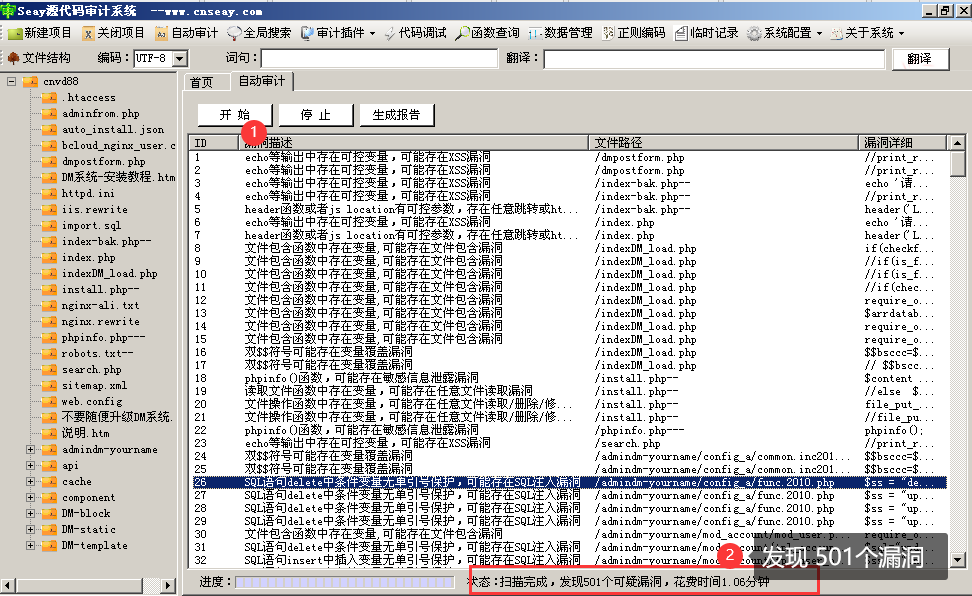 Seay源代码审计系统 --www.cnseay.com
新建项目 关闭项目 自动审计 全局搜索 审计插件 代码调试 函数查询 数据管理 正则编码 临时记录 系统配置 关于系统
文件结构 编码： UTF-8 词句： 翻译： 翻译
cnvd88
.htaccess
adminfrom.php
auto_install.json
bcloud_nginx_user.c
dmpostform.php
DM系统-安装教程.htm
httpd.ini
iis.rewrite
import.sql
index-bak.php--
index.php
indexDM_load.php
install.php--
nginx-ali.txt
nginx.rewrite
phpinfo.php---
robots.txt--
search.php
sitemap.xml
web.config
不要随便升级DM系统.
说明.htm
admindm-yourname
api
cache
component
DM-block
DM-static
DM-template
首页 自动审计
开 始 停 止 生成报告
1
ID 漏洞描述 文件路径 漏洞详细
1 echo等输出中存在可控变量，可能存在XSS漏洞 /dmpostform.php //print_r...
2 echo等输出中存在可控变量，可能存在XSS漏洞 /dmpostform.php //print_r...
3 echo等输出中存在可控变量，可能存在XSS漏洞 /index-bak.php-- echo '请...
4 echo等输出中存在可控变量，可能存在XSS漏洞 /index-bak.php-- //print_r...
5 header函数或者js location有可控参数，存在任意跳转或ht... /index-bak.php-- header('L...
6 echo等输出中存在可控变量，可能存在XSS漏洞 /index.php echo '请...
7 header函数或者js location有可控参数，存在任意跳转或ht... /index.php header('L...
8 文件包含函数中存在变量,可能存在文件包含漏洞 /indexDM_load.php if(checkf...
9 文件包含函数中存在变量,可能存在文件包含漏洞 /indexDM_load.php //if(is_f...
10 文件包含函数中存在变量,可能存在文件包含漏洞 /indexDM_load.php //if(is_f...
11 文件包含函数中存在变量,可能存在文件包含漏洞 /indexDM_load.php //if(chec...
12 文件包含函数中存在变量,可能存在文件包含漏洞 /indexDM_load.php require_o...
13 文件包含函数中存在变量,可能存在文件包含漏洞 /indexDM_load.php $arrdatab...
14 文件包含函数中存在变量,可能存在文件包含漏洞 /indexDM_load.php require_o...
15 文件包含函数中存在变量,可能存在文件包含漏洞 /indexDM_load.php require_o...
16 双$$符号可能存在变量覆盖漏洞 /indexDM_load.php $$bsccc=$...
17 双$$符号可能存在变量覆盖漏洞 /indexDM_load.php // $$bscc...
18 phpinfo()函数，可能存在敏感信息泄露漏洞 /install.php-- $content ...
19 读取文件函数中存在变量，可能存在任意文件读取漏洞 /install.php-- //else $...
20 文件操作函数中存在变量，可能存在任意文件读取/删除/修... /install.php-- file_put_...
21 文件操作函数中存在变量，可能存在任意文件读取/删除/修... /install.php-- //file_pu...
22 phpinfo()函数，可能存在敏感信息泄露漏洞 /phpinfo.php--- phpinfo();
23 echo等输出中存在可控变量，可能存在XSS漏洞 /search.php //print_r...
24 双$$符号可能存在变量覆盖漏洞 /admindm-yourname/config_a/common.inc201... $$bsccc=$...
25 双$$符号可能存在变量覆盖漏洞 /admindm-yourname/config_a/common.inc201... $$bsccc=$...
26 SQL语句delete中条件变量无单引号保护，可能存在SQL注入漏洞 /admindm-yourname/config_a/func.2010.php $ss = "de...
27 SQL语句delete中条件变量无单引号保护，可能存在SQL注入漏洞 /admindm-yourname/config_a/func.2010.php $ss = "up...
28 SQL语句delete中条件变量无单引号保护，可能存在SQL注入漏洞 /admindm-yourname/config_a/func.2010.php $ss = "up...
29 SQL语句delete中条件变量无单引号保护，可能存在SQL注入漏洞 /admindm-yourname/config_a/func.2010.php $ss = "up...
30 文件包含函数中存在变量,可能存在文件包含漏洞 /admindm-yourname/mod_account/mod_user.p... require_o...
31 SQL语句delete中条件变量无单引号保护，可能存在SQL注入漏洞 /admindm-yourname/mod_
32 SQL语句insert中插入变量无单引号保护，可能存在SQL注入漏洞 /admindm-yourname/mod_
2 发现 501个漏洞
进度： 状态：扫描完成，发现501个可疑漏洞，花费时间1.06分钟